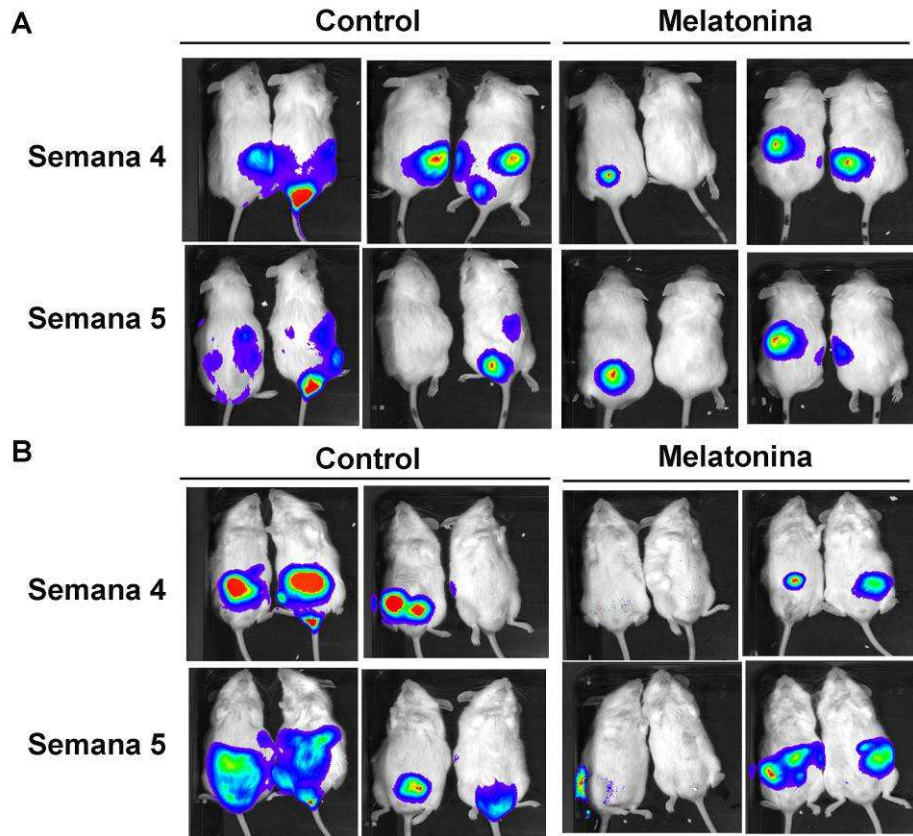 A
Control
Melatonina
Semana 4
Semana 5
B
Control
Melatonina
Semana 4
Semana 5